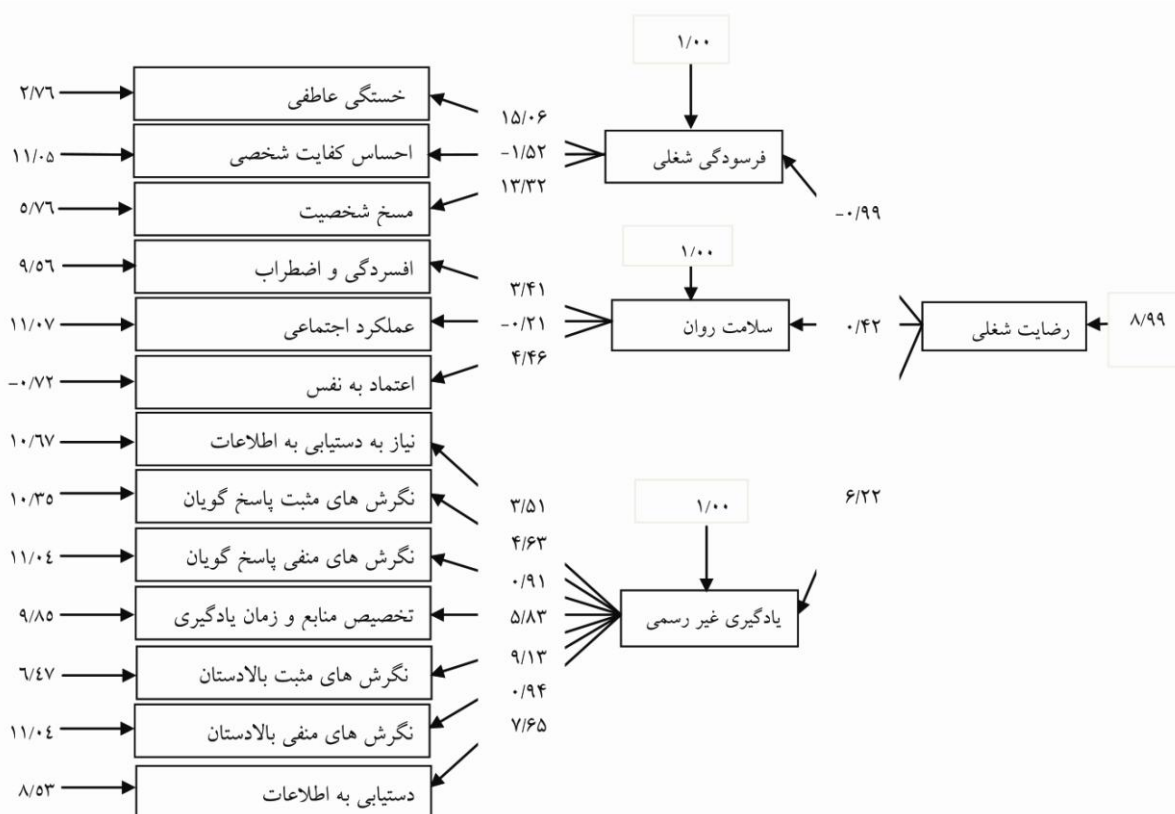 ۱/۰۰
۲/۷٦
خستگی عاطفی
۱۵/۰۶
۱۱/۰۵
احساس کفایت شخصی
−۱/۵۲
فرسودگی شغلی
۵/۷٦
مسخ شخصیت
۱۳/۳۲
−۰/۹۹
۹/۵٦
افسردگی و اضطراب
۱/۰۰
۳/۴۱
۱۱/۰۷
عملکرد اجتماعی
−۰/۲۱
سلامت روان
۰/۴۲
رضایت شغلی
۸/۹۹
−۰/۷۲
اعتماد به نفس
۴/۴۶
۱۰/٦۷
نیاز به دستیابی به اطلاعات
۱۰/۳۵
نگرش های مثبت پاسخ گویان
۳/۵۱
۱/۰۰
۶/۲۲
۴/۶۳
۱۱/۰٤
نگرش های منفی پاسخ گویان
۰/۹۱
۹/۸۵
تخصیص منابع و زمان یادگیری
۵/۸۳
یادگیری غیر رسمی
۹/۱۳
٦/٤۷
نگرش های مثبت بالادستان
۰/۹۴
۱۱/۰٤
نگرش های منفی بالادستان
۷/۶۵
۸/۵۳
دستیابی به اطلاعات